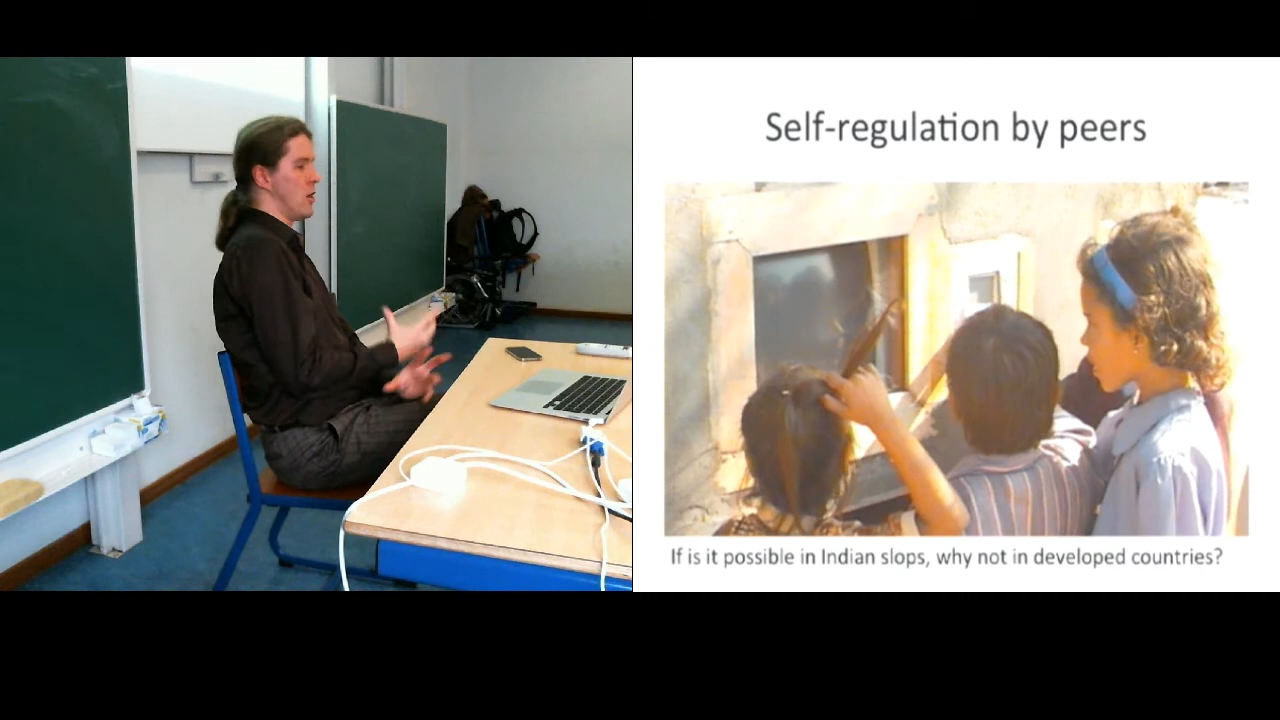 Self-regulation by peers
If is it possible in Indian slops, why not in developed countries?